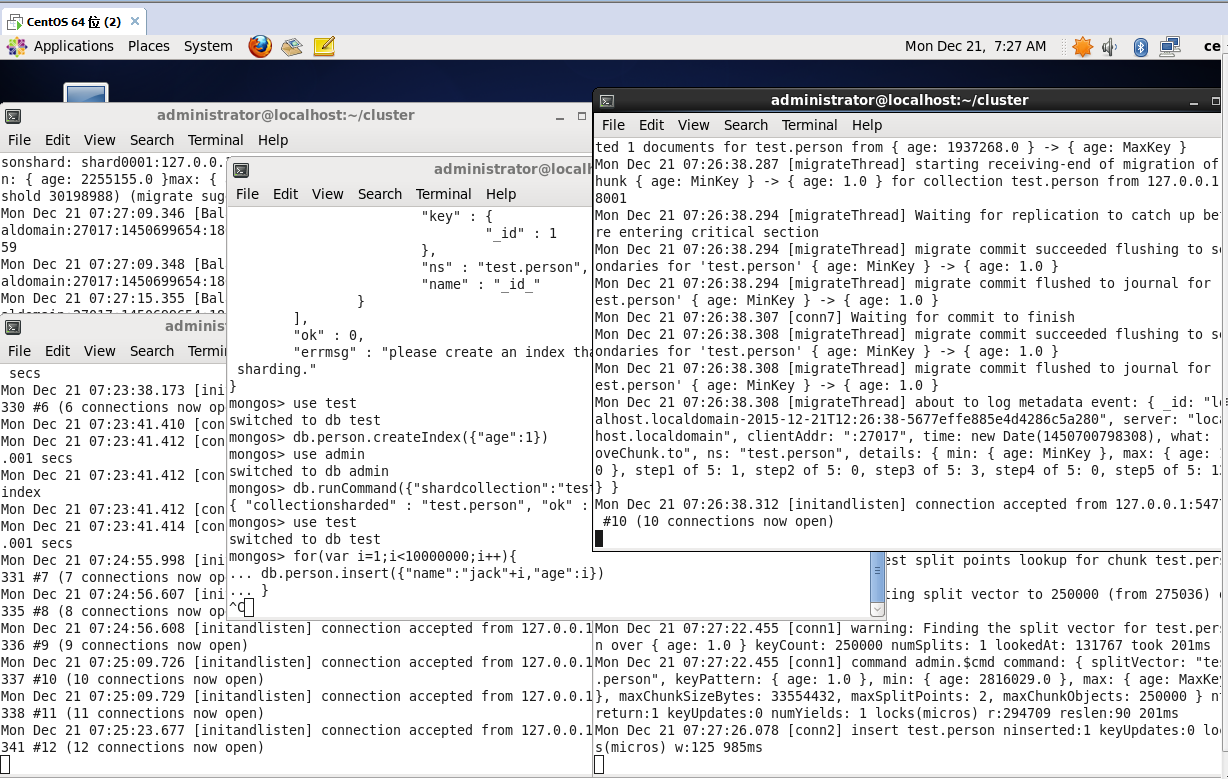 CentOS 64 位 (2)
Applications Places System
Mon Dec 21, 7:27 AM
ce
administrator@localhost:~/cluster
File Edit View Search Terminal Help
sonshard: shard0001:127.0.0.
n: { age: 2255155.0 }max: {
shold 30198988) (migrate sug
Mon Dec 21 07:27:09.346 [Bal
aldomain:27017:1450699654:18
59
Mon Dec 21 07:27:09.348 [Bal
aldomain:27017:1450699654:18
Mon Dec 21 07:27:15.355 [Bal
aldomain:27017:1450699654:18
administ
File Edit View Search Termi
secs
Mon Dec 21 07:23:38.173 [ini
330 #6 (6 connections now op
Mon Dec 21 07:23:41.410 [con
Mon Dec 21 07:23:41.412 [con
.001 secs
Mon Dec 21 07:23:41.412 [con
index
Mon Dec 21 07:23:41.412 [con
Mon Dec 21 07:23:41.414 [con
.001 secs
Mon Dec 21 07:24:55.998 [ini
331 #7 (7 connections now op
Mon Dec 21 07:24:56.607 [ini
335 #8 (8 connections now op
Mon Dec 21 07:24:56.608 [initandlisten] connection accepted from 127.0.0.1
336 #9 (9 connections now open)
Mon Dec 21 07:25:09.726 [initandlisten] connection accepted from 127.0.0.1
337 #10 (10 connections now open)
Mon Dec 21 07:25:09.729 [initandlisten] connection accepted from 127.0.0.1
338 #11 (11 connections now open)
Mon Dec 21 07:25:23.677 [initandlisten] connection accepted from 127.0.0.1
341 #12 (12 connections now open)
administrator@localh
File Edit View Search Terminal Help
"key" : {
"_id" : 1
},
"ns" : "test.person",
"name" : "_id_"
}
],
"ok" : 0,
"errmsg" : "please create an index tha
sharding."
}
mongos> use test
switched to db test
mongos> db.person.createIndex({"age":1})
mongos> use admin
switched to db admin
mongos> db.runCommand({"shardcollection":"test
{ "collectionsharded" : "test.person", "ok" :
mongos> use test
switched to db test
mongos> for(var i=1;i<10000000;i++){
... db.person.insert({"name":"jack"+i,"age":i})
... }
^C
administrator@localhost:~/cluster
File Edit View Search Terminal Help
ted 1 documents for test.person from { age: 1937268.0 } -> { age: MaxKey }
Mon Dec 21 07:26:38.287 [migrateThread] starting receiving-end of migration of
hunk { age: MinKey } -> { age: 1.0 } for collection test.person from 127.0.0.1
8001
Mon Dec 21 07:26:38.294 [migrateThread] Waiting for replication to catch up be
re entering critical section
Mon Dec 21 07:26:38.294 [migrateThread] migrate commit succeeded flushing to s
ondaries for 'test.person' { age: MinKey } -> { age: 1.0 }
Mon Dec 21 07:26:38.294 [migrateThread] migrate commit flushed to journal for
est.person' { age: MinKey } -> { age: 1.0 }
Mon Dec 21 07:26:38.307 [conn7] Waiting for commit to finish
Mon Dec 21 07:26:38.308 [migrateThread] migrate commit succeeded flushing to s
ondaries for 'test.person' { age: MinKey } -> { age: 1.0 }
Mon Dec 21 07:26:38.308 [migrateThread] migrate commit flushed to journal for
est.person' { age: MinKey } -> { age: 1.0 }
Mon Dec 21 07:26:38.308 [migrateThread] about to log metadata event: { _id: "l
alhost.localdomain-2015-12-21T12:26:38-5677effe885e4d4286c5a280", server: "loc
host.localdomain", clientAddr: ":27017", time: new Date(1450700798308), what:
oveChunk.to", ns: "test.person", details: { min: { age: MinKey }, max: { age:
0 }, step1 of 5: 1, step2 of 5: 0, step3 of 5: 3, step4 of 5: 0, step5 of 5: 1
} }
Mon Dec 21 07:26:38.312 [initandlisten] connection accepted from 127.0.0.1:547
#10 (10 connections now open)
est split points lookup for chunk test.per
ing split vector to 250000 (from 275036)
Mon Dec 21 07:27:22.455 [conn1] warning: Finding the split vector for test.pers
n over { age: 1.0 } keyCount: 250000 numSplits: 1 lookedAt: 131767 took 201ms
Mon Dec 21 07:27:22.455 [conn1] command admin.$cmd command: { splitVector: "tes
.person", keyPattern: { age: 1.0 }, min: { age: 2816029.0 }, max: { age: MaxKe
}, maxChunkSizeBytes: 33554432, maxSplitPoints: 2, maxChunkObjects: 250000 } n
return:1 keyUpdates:0 numYields: 1 locks(micros) r:294709 reslen:90 201ms
Mon Dec 21 07:27:26.078 [conn2] insert test.person ninserted:1 keyUpdates:0 lo
s(micros) w:125 985ms